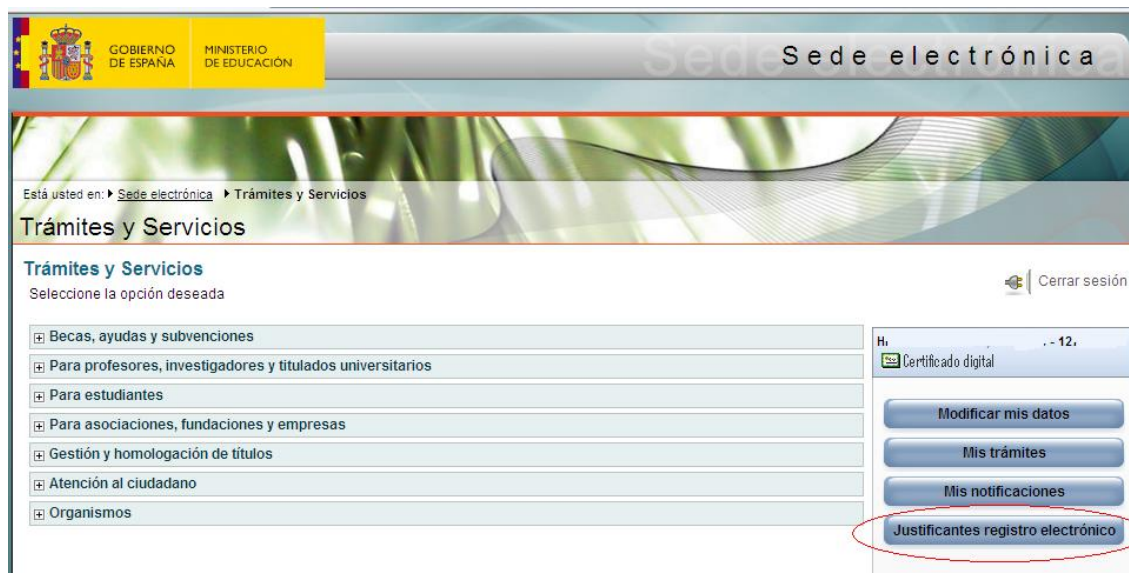 GOBIERNO
DE ESPAÑA
MINISTERIO
DE EDUCACIÓN
Sede electrónica
Está usted en: Sede electrónica Trámites y Servicios
Trámites y Servicios
Trámites y Servicios
Seleccione la opción deseada
Cerrar sesión
Becas, ayudas y subvenciones
Para profesores, investigadores y titulados universitarios
Para estudiantes
Para asociaciones, fundaciones y empresas
Gestión y homologación de títulos
Atención al ciudadano
Organismos
- 12
Certificado digital
Modificar mis datos
Mis trámites
Mis notificaciones
Justificantes registro electrónico